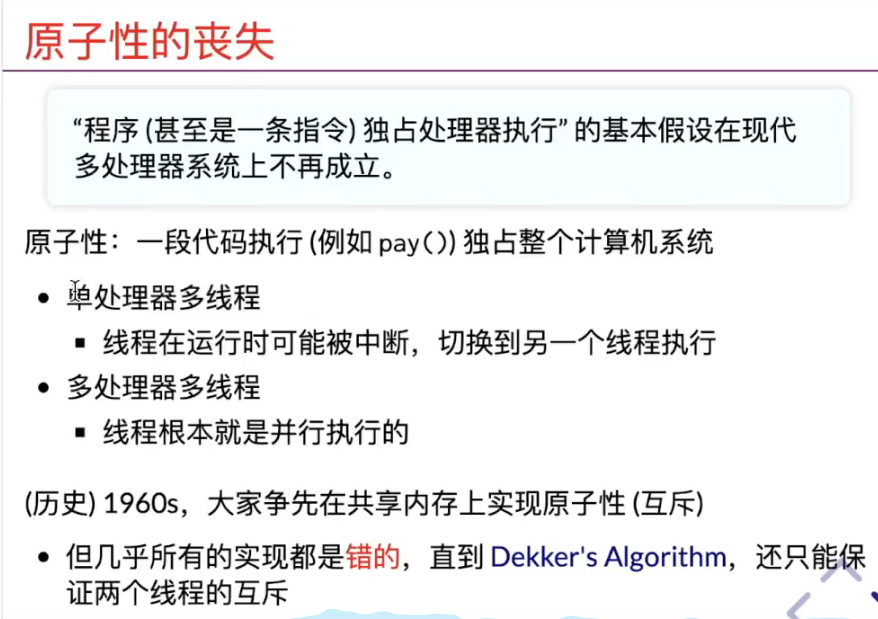 原子性的丧失
“程序 (甚至是一条指令) 独占处理器执行” 的基本假设在现代
多处理器系统上不再成立。
原子性：一段代码执行 (例如 pay()) 独占整个计算机系统
• 单处理器多线程
▪ 线程在运行时可能被中断，切换到另一个线程执行
• 多处理器多线程
▪ 线程根本就是并行执行的
(历史) 1960s，大家争先在共享内存上实现原子性 (互斥)
• 但几乎所有的实现都是错的，直到 Dekker's Algorithm，还只能保
证两个线程的互斥